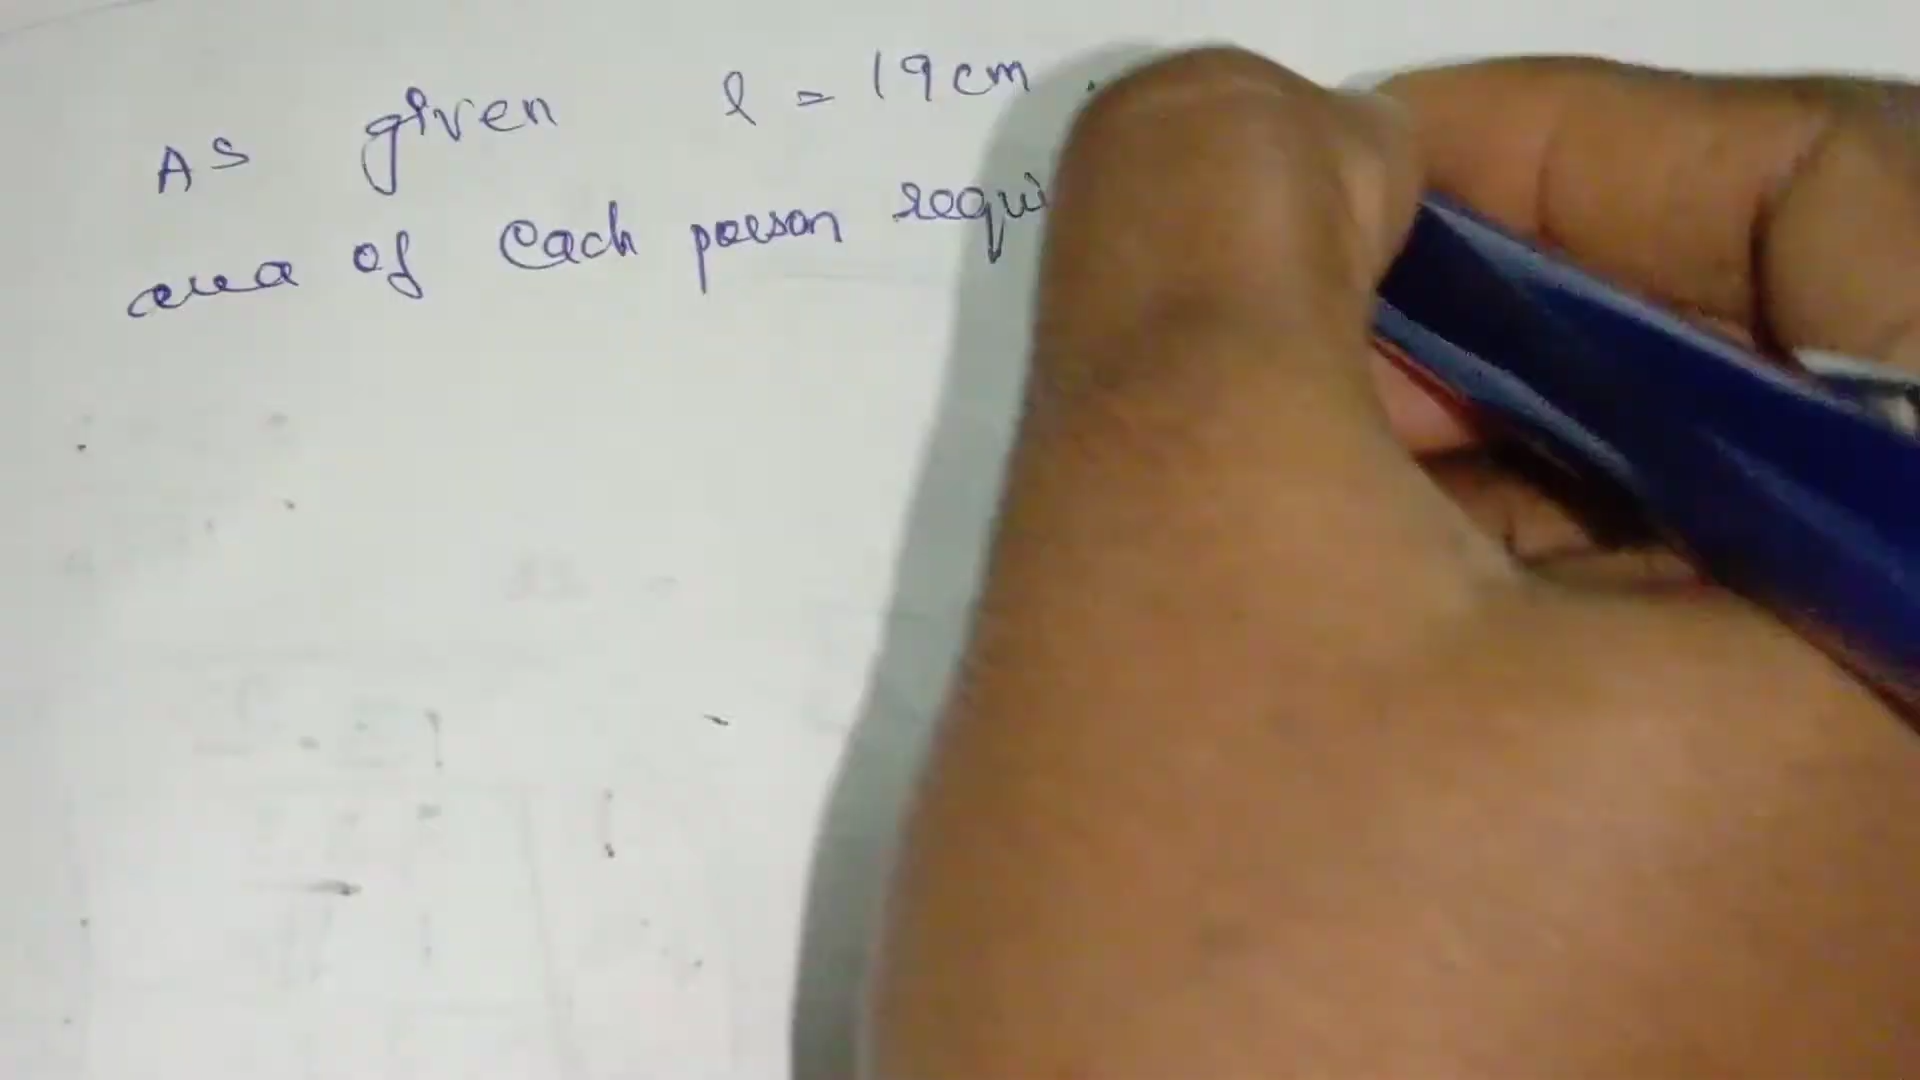 As given l = 19cm
area of Each person requi